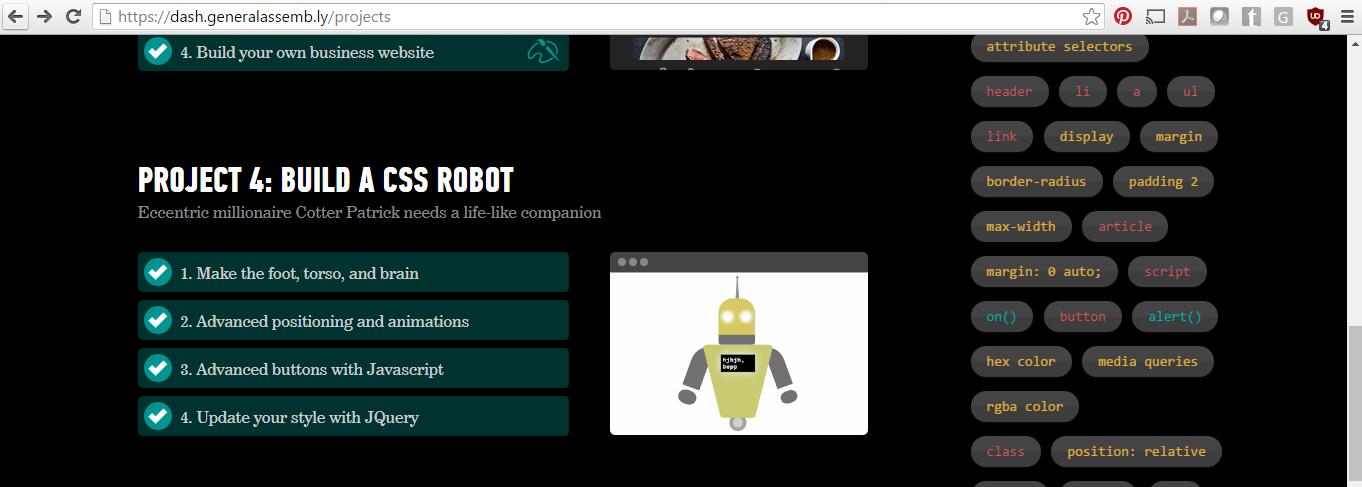 https://dash.generalassemb.ly/projects
4
4. Build your own business website
PROJECT 4: BUILD A CSS ROBOT
Eccentric millionaire Cotter Patrick needs a life-like companion
1. Make the foot, torso, and brain
2. Advanced positioning and animations
3. Advanced buttons with Javascript
4. Update your style with JQuery
hjhjh,
bepp
attribute selectors
header li a ul
link display margin
border-radius padding 2
max-width article
margin: 0 auto; script
on() button alert()
hex color media queries
rgba color
class position: relative